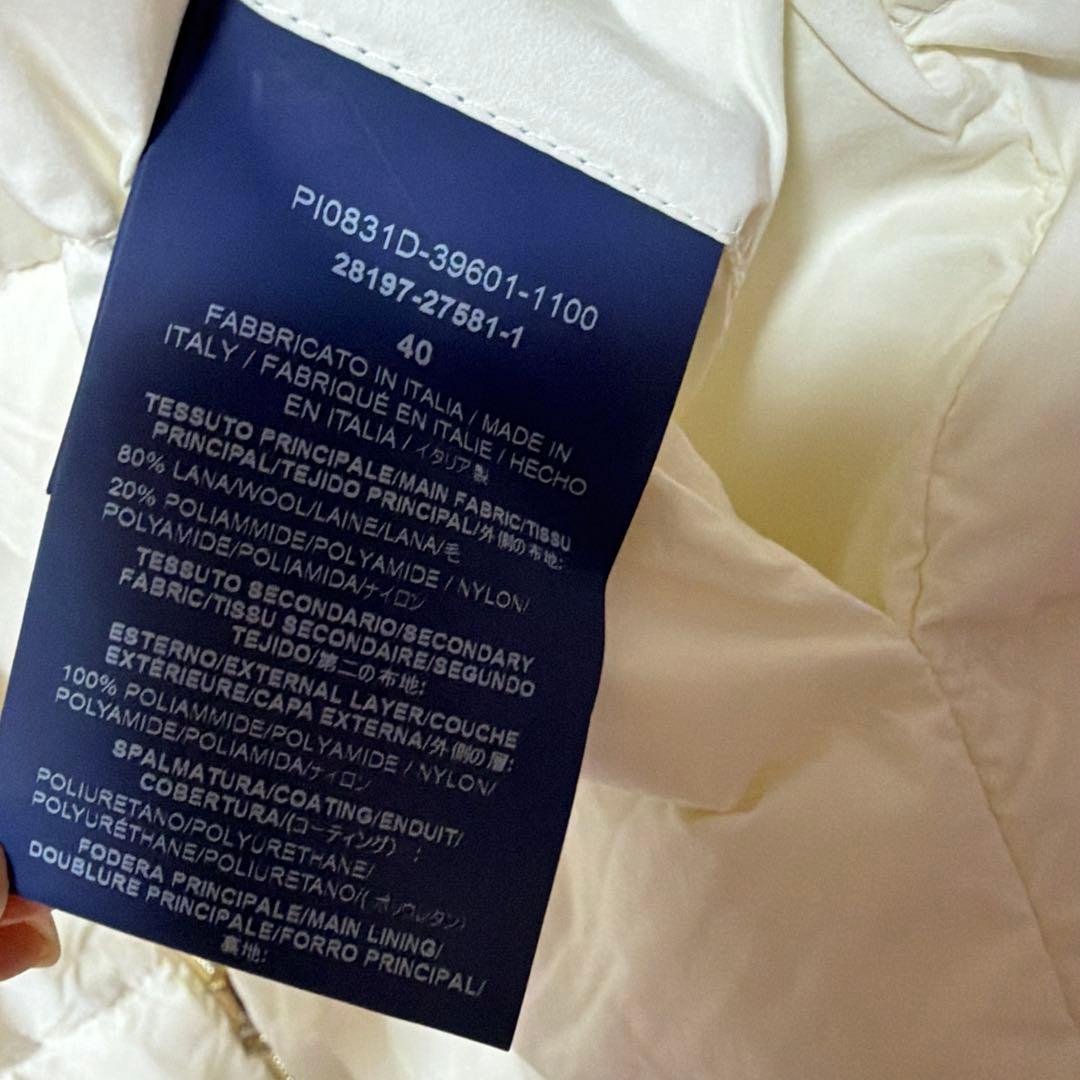 PI0831D-39601-1100
28197-27581-1
40
FABBRICATO IN ITALIA / MADE IN
ITALY / FABRIQUÉ EN ITALIE / HECHO
EN ITALIA / イタリア製
TESSUTO PRINCIPALE/MAIN FABRIC/TISSU
PRINCIPAL/TEJIDO PRINCIPAL/外側の布地:
80% LANA/WOOL/LAINE/LANA/毛
20% POLIAMMIDE/POLYAMIDE / NYLON/
POLYAMIDE/POLIAMIDA/ナイロン
TESSUTO SECONDARIO/SECONDARY
FABRIC/TISSU SECONDAIRE/SEGUNDO
TEJIDO/第二の布地:
ESTERNO/EXTERNAL LAYER/COUCHE
EXTÉRIEURE/CAPA EXTERNA/外側の層:
100% POLIAMMIDE/POLYAMIDE / NYLON/
POLYAMIDE/POLIAMIDA/ナイロン
SPALMATURA/COATING/ENDUIT/
COBERTURA/(コーティング) :
POLIURETANO/POLYURETHANE/
POLYURÉTHANE/POLIURETANO/(ポリウレタン)
FODERA PRINCIPALE/MAIN LINING/
DOUBLURE PRINCIPALE/FORRO PRINCIPAL/
裏地: